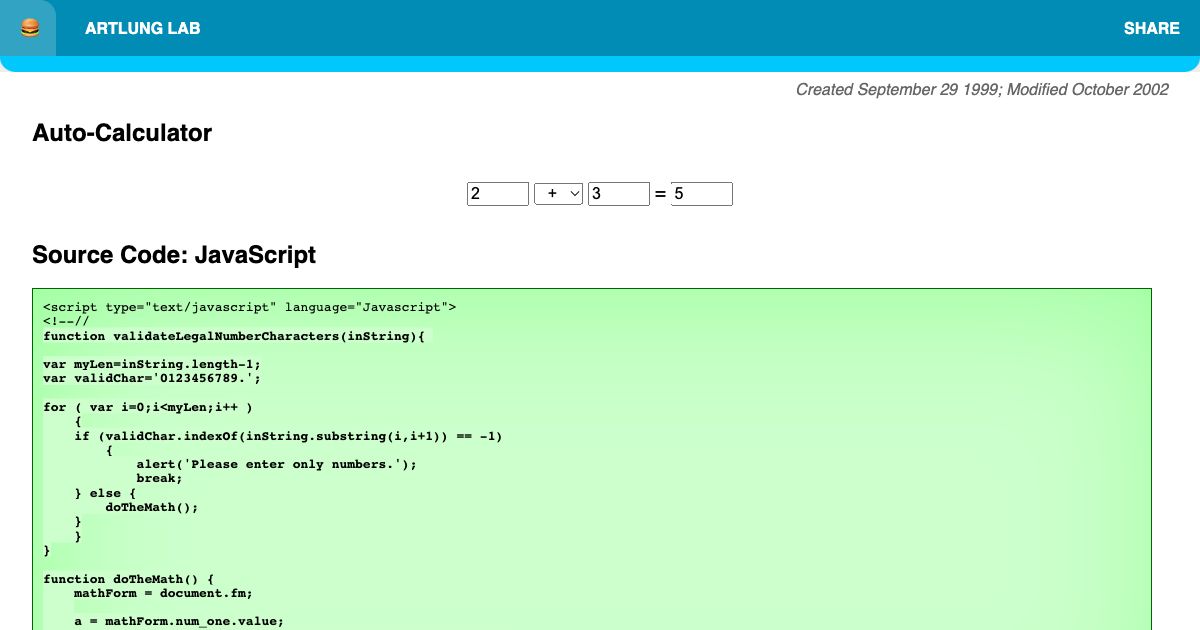 ARTLUNG LAB
SHARE
Created September 29 1999; Modified October 2002
Auto-Calculator
2 + 3 = 5
Source Code: JavaScript
<script type="text/javascript" language="Javascript">
<!--//
function validateLegalNumberCharacters(inString){
var myLen=inString.length-1;
var validChar='0123456789.';
for ( var i=0;i<myLen;i++ )
{
if (validChar.indexOf(inString.substring(i,i+1)) == -1)
{
alert('Please enter only numbers.');
break;
} else {
doTheMath();
}
}
}
function doTheMath() {
mathForm = document.fm;
a = mathForm.num_one.value;